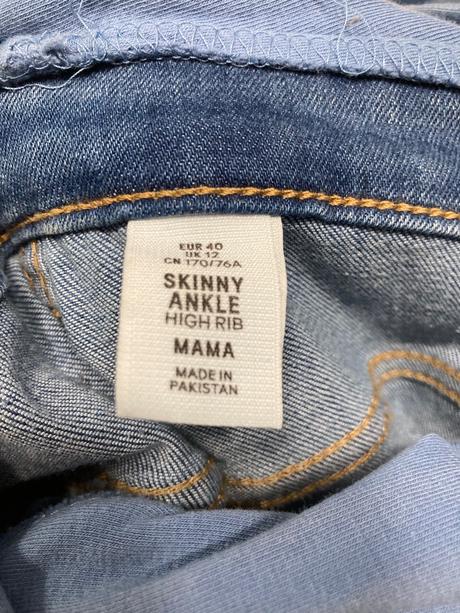 EUR 40
UK 12
CN 170/76A
SKINNY
ANKLE
HIGH RIB
MAMA
MADE IN
PAKISTAN